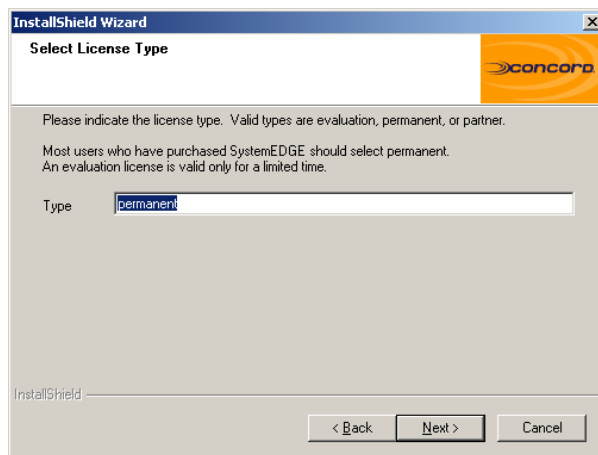 InstallShield Wizard
Select License Type
concord
Please indicate the license type. Valid types are evaluation, permanent, or partner.
Most users who have purchased SystemEDGE should select permanent.
An evaluation license is valid only for a limited time.
Type permanent
InstallShield
< Back Next > Cancel